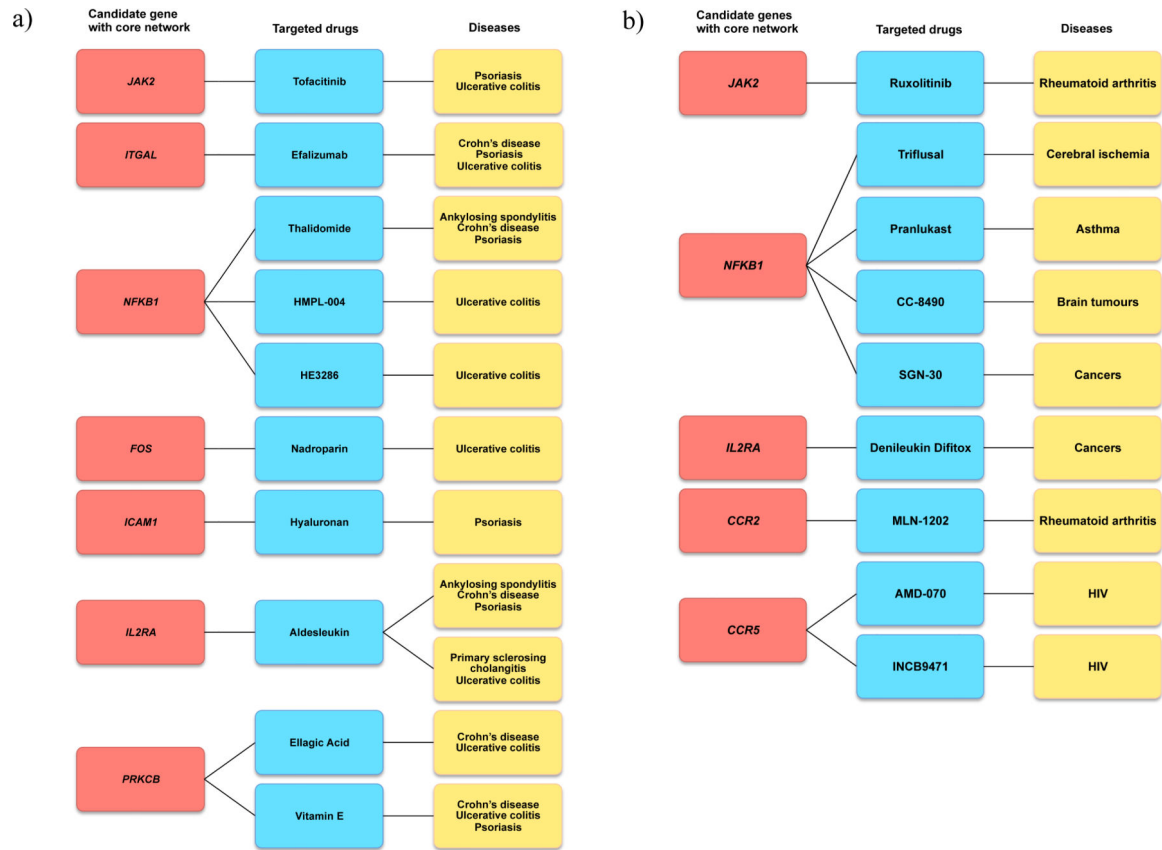 a)
Candidate gene
with core network
Targeted drugs
Diseases
JAK2
Tofacitinib
Psoriasis
Ulcerative colitis
ITGAL
Efalizumab
Crohn's disease
Psoriasis
Ulcerative colitis
NFKB1
Thalidomide
Ankylosing spondylitis
Crohn's disease
Psoriasis
HMPL-004
Ulcerative colitis
HE3286
Ulcerative colitis
FOS
Nadroparin
Ulcerative colitis
ICAM1
Hyaluronan
Psoriasis
IL2RA
Aldesleukin
Ankylosing spondylitis
Crohn's disease
Psoriasis
Primary sclerosing
cholangitis
Ulcerative colitis
PRKCB
Ellagic Acid
Crohn's disease
Ulcerative colitis
Vitamin E
Crohn's disease
Ulcerative colitis
Psoriasis
b)
Candidate genes
with core network
Targeted drugs
Diseases
JAK2
Ruxolitinib
Rheumatoid arthritis
NFKB1
Triflusal
Cerebral ischemia
Pranlukast
Asthma
CC-8490
Brain tumours
SGN-30
Cancers
IL2RA
Denileukin Difitox
Cancers
CCR2
MLN-1202
Rheumatoid arthritis
CCR5
AMD-070
HIV
INCB9471
HIV